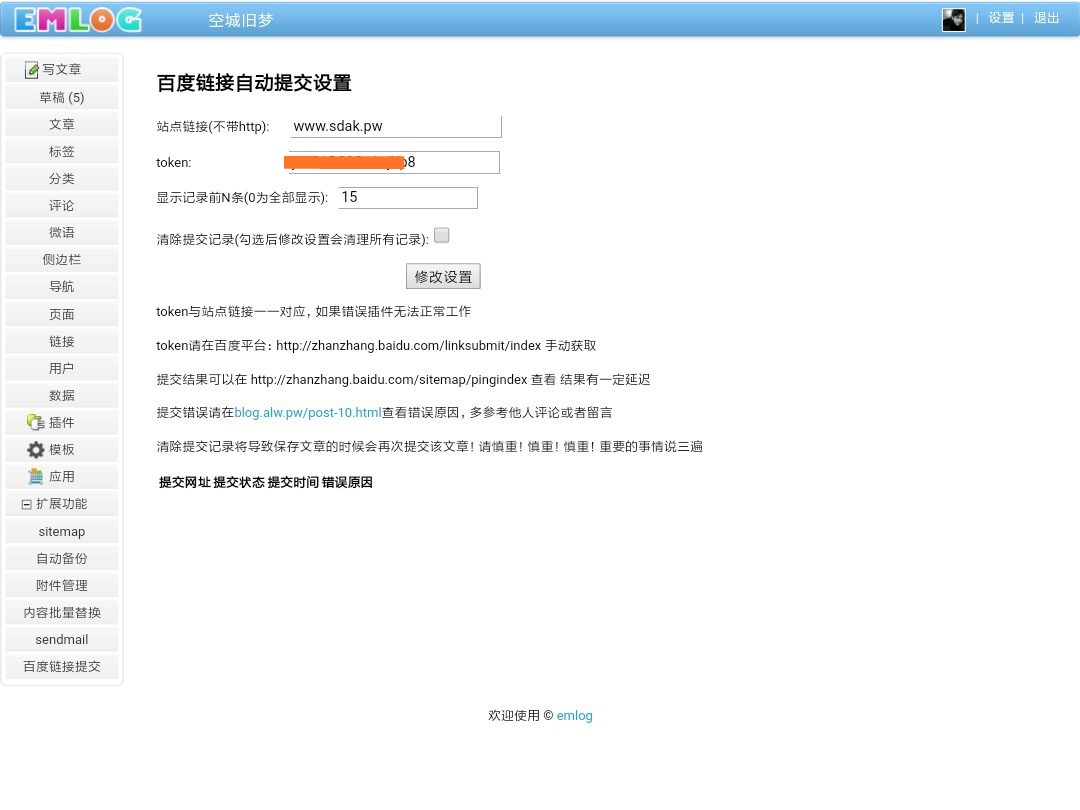 EMLOG 空城旧梦 | 设置 | 退出
写文章
草稿 (5)
文章
标签
分类
评论
微语
侧边栏
导航
页面
链接
用户
数据
插件
模板
应用
扩展功能
sitemap
自动备份
附件管理
内容批量替换
sendmail
百度链接提交
百度链接自动提交设置
站点链接(不带http): www.sdak.pw
token:
显示记录前N条(0为全部显示): 15
清除提交记录(勾选后修改设置会清理所有记录):
修改设置
token与站点链接一一对应, 如果错误插件无法正常工作
token请在百度平台: http://zhanzhang.baidu.com/linksubmit/index 手动获取
提交结果可以在 http://zhanzhang.baidu.com/sitemap/pingindex 查看 结果有一定延迟
提交错误请在blog.alw.pw/post-10.html查看错误原因, 多参考他人评论或者留言
清除提交记录将导致保存文章的时候会再次提交该文章! 请慎重! 慎重! 慎重! 重要的事情说三遍
提交网址 提交状态 提交时间 错误原因
欢迎使用 © emlog